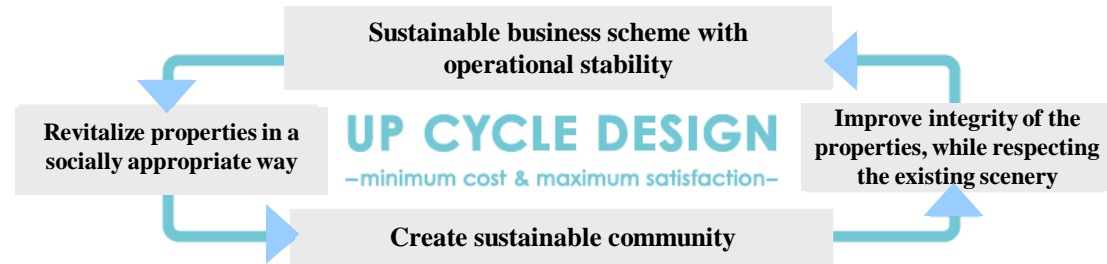 Sustainable business scheme with
operational stability
Revitalize properties in a
socially appropriate way
UP CYCLE DESIGN
–minimum cost & maximum satisfaction–
Improve integrity of the
properties, while respecting
the existing scenery
Create sustainable community